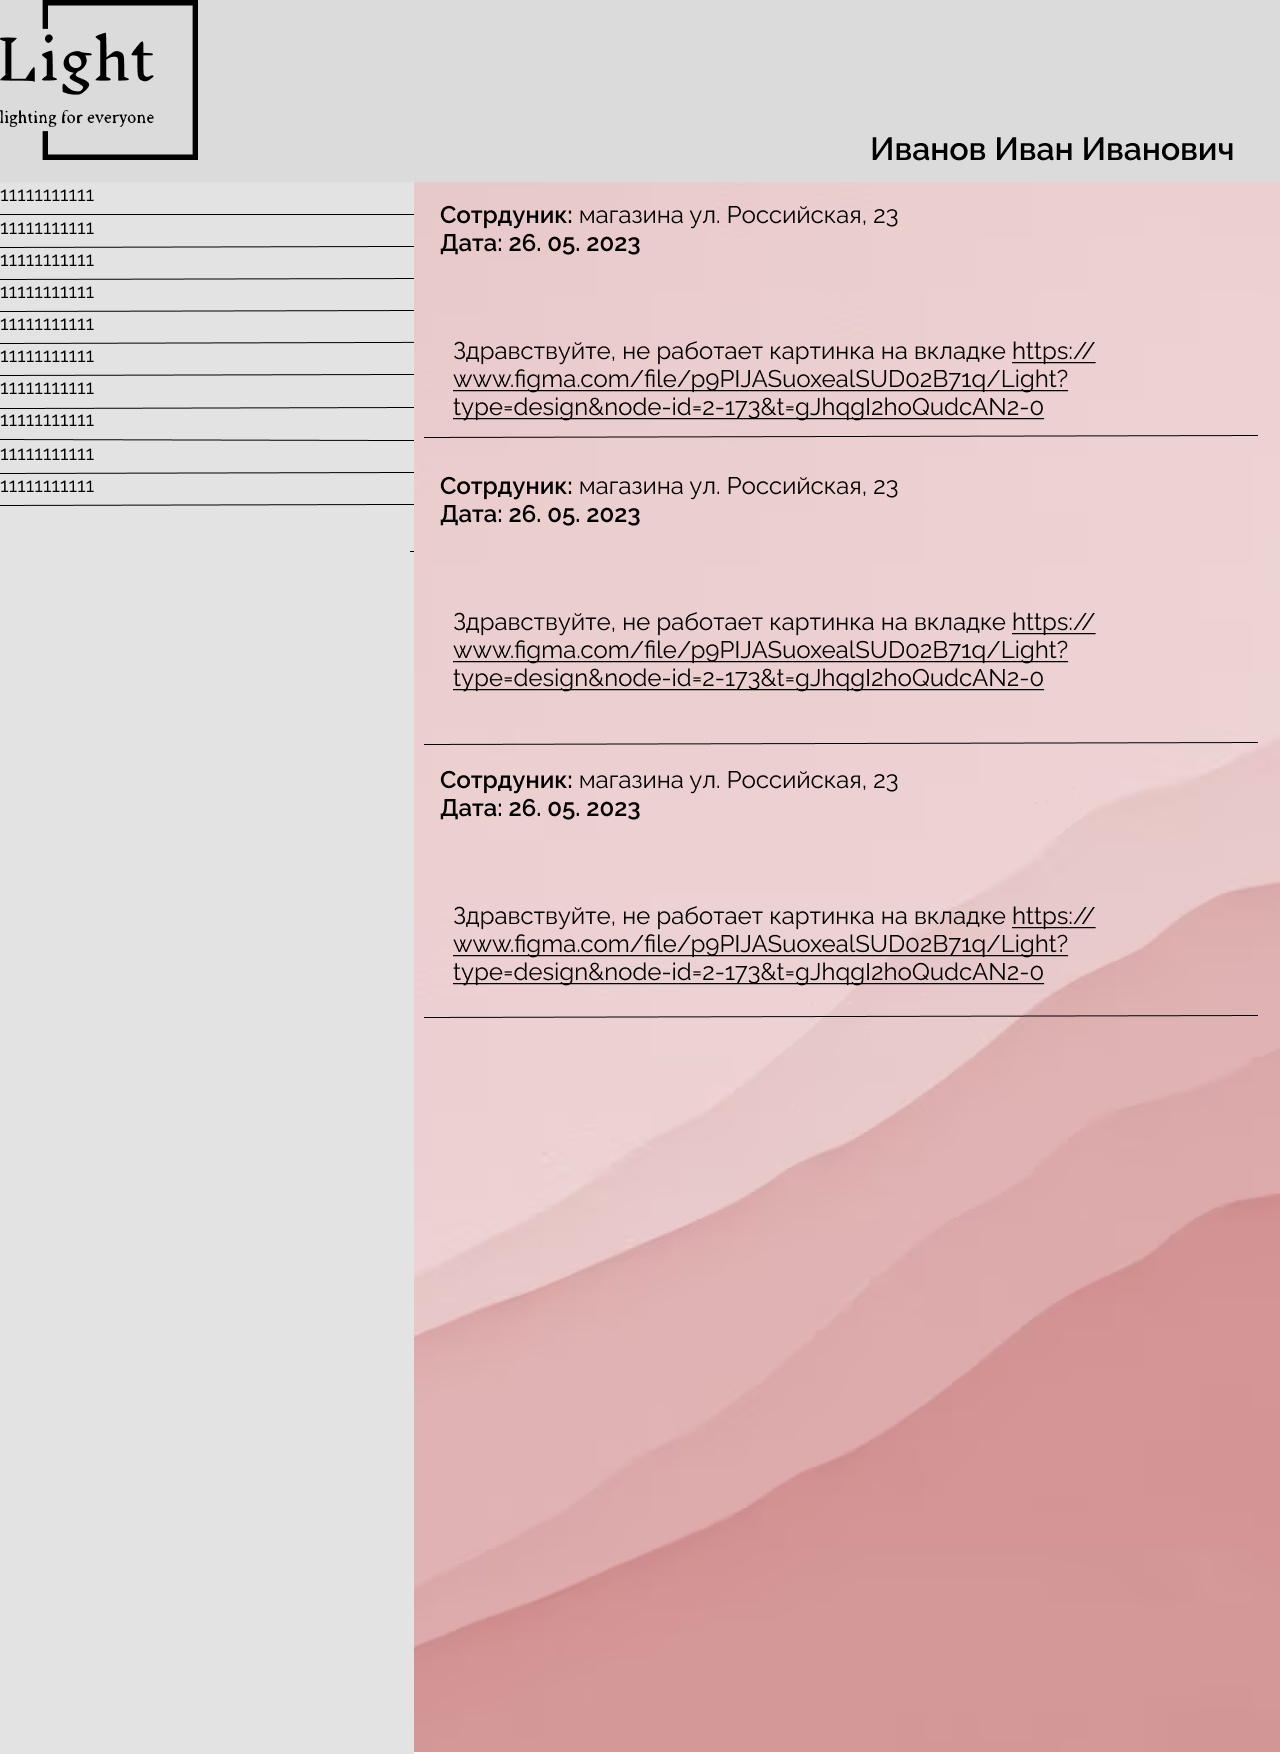 Light
lighting for everyone
Иванов Иван Иванович
11111111111
11111111111
11111111111
11111111111
11111111111
11111111111
11111111111
11111111111
11111111111
11111111111
Сотрдуник: магазина ул. Российская, 23
Дата: 26. 05. 2023
Здравствуйте, не работает картинка на вкладке https://
www.figma.com/file/p9PIJASuoxealSUD02B71q/Light?
type=design&node-id=2-173&t=gJhqgI2hoQudcAN2-0
Сотрдуник: магазина ул. Российская, 23
Дата: 26. 05. 2023
Здравствуйте, не работает картинка на вкладке https://
www.figma.com/file/p9PIJASuoxealSUD02B71q/Light?
type=design&node-id=2-173&t=gJhqgI2hoQudcAN2-0
Сотрдуник: магазина ул. Российская, 23
Дата: 26. 05. 2023
Здравствуйте, не работает картинка на вкладке https://
www.figma.com/file/p9PIJASuoxealSUD02B71q/Light?
type=design&node-id=2-173&t=gJhqgI2hoQudcAN2-0